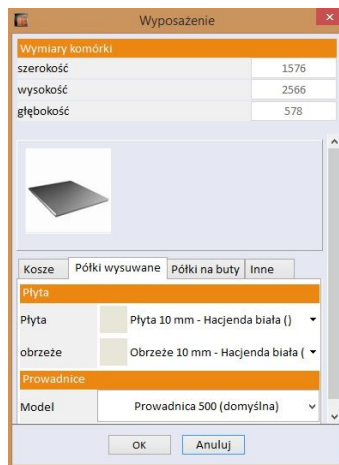 Wyposażenie
Wymiary komórki
szerokość 1576
wysokość 2566
głębokość 578
Kosze Półki wysuwane Półki na buty Inne
Płyta
Płyta Płyta 10 mm - Hacjenda biała ()
obrzeże Obrzeże 10 mm - Hacjenda biała (
Prowadnice
Model Prowadnica 500 (domyślna)
OK Anuluj